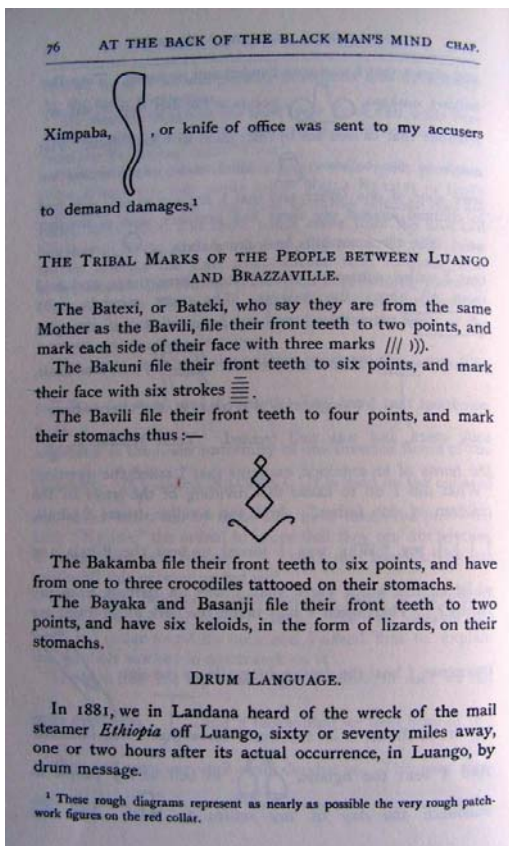 76 AT THE BACK OF THE BLACK MAN'S MIND CHAP.
Ximpaba, , or knife of office was sent to my accusers
to demand damages.¹
THE TRIBAL MARKS OF THE PEOPLE BETWEEN LUANGO
AND BRAZZAVILLE.
The Batexi, or Bateki, who say they are from the same
Mother as the Bavili, file their front teeth to two points, and
mark each side of their face with three marks /// ))).
The Bakuni file their front teeth to six points, and mark
their face with six strokes .
The Bavili file their front teeth to four points, and mark
their stomachs thus :—
The Bakamba file their front teeth to six points, and have
from one to three crocodiles tattooed on their stomachs.
The Bayaka and Basanji file their front teeth to two
points, and have six keloids, in the form of lizards, on their
stomachs.
DRUM LANGUAGE.
In 1881, we in Landana heard of the wreck of the mail
steamer Ethiopia off Luango, sixty or seventy miles away,
one or two hours after its actual occurrence, in Luango, by
drum message.
¹ These rough diagrams represent as nearly as possible the very rough patch-
work figures on the red collar.